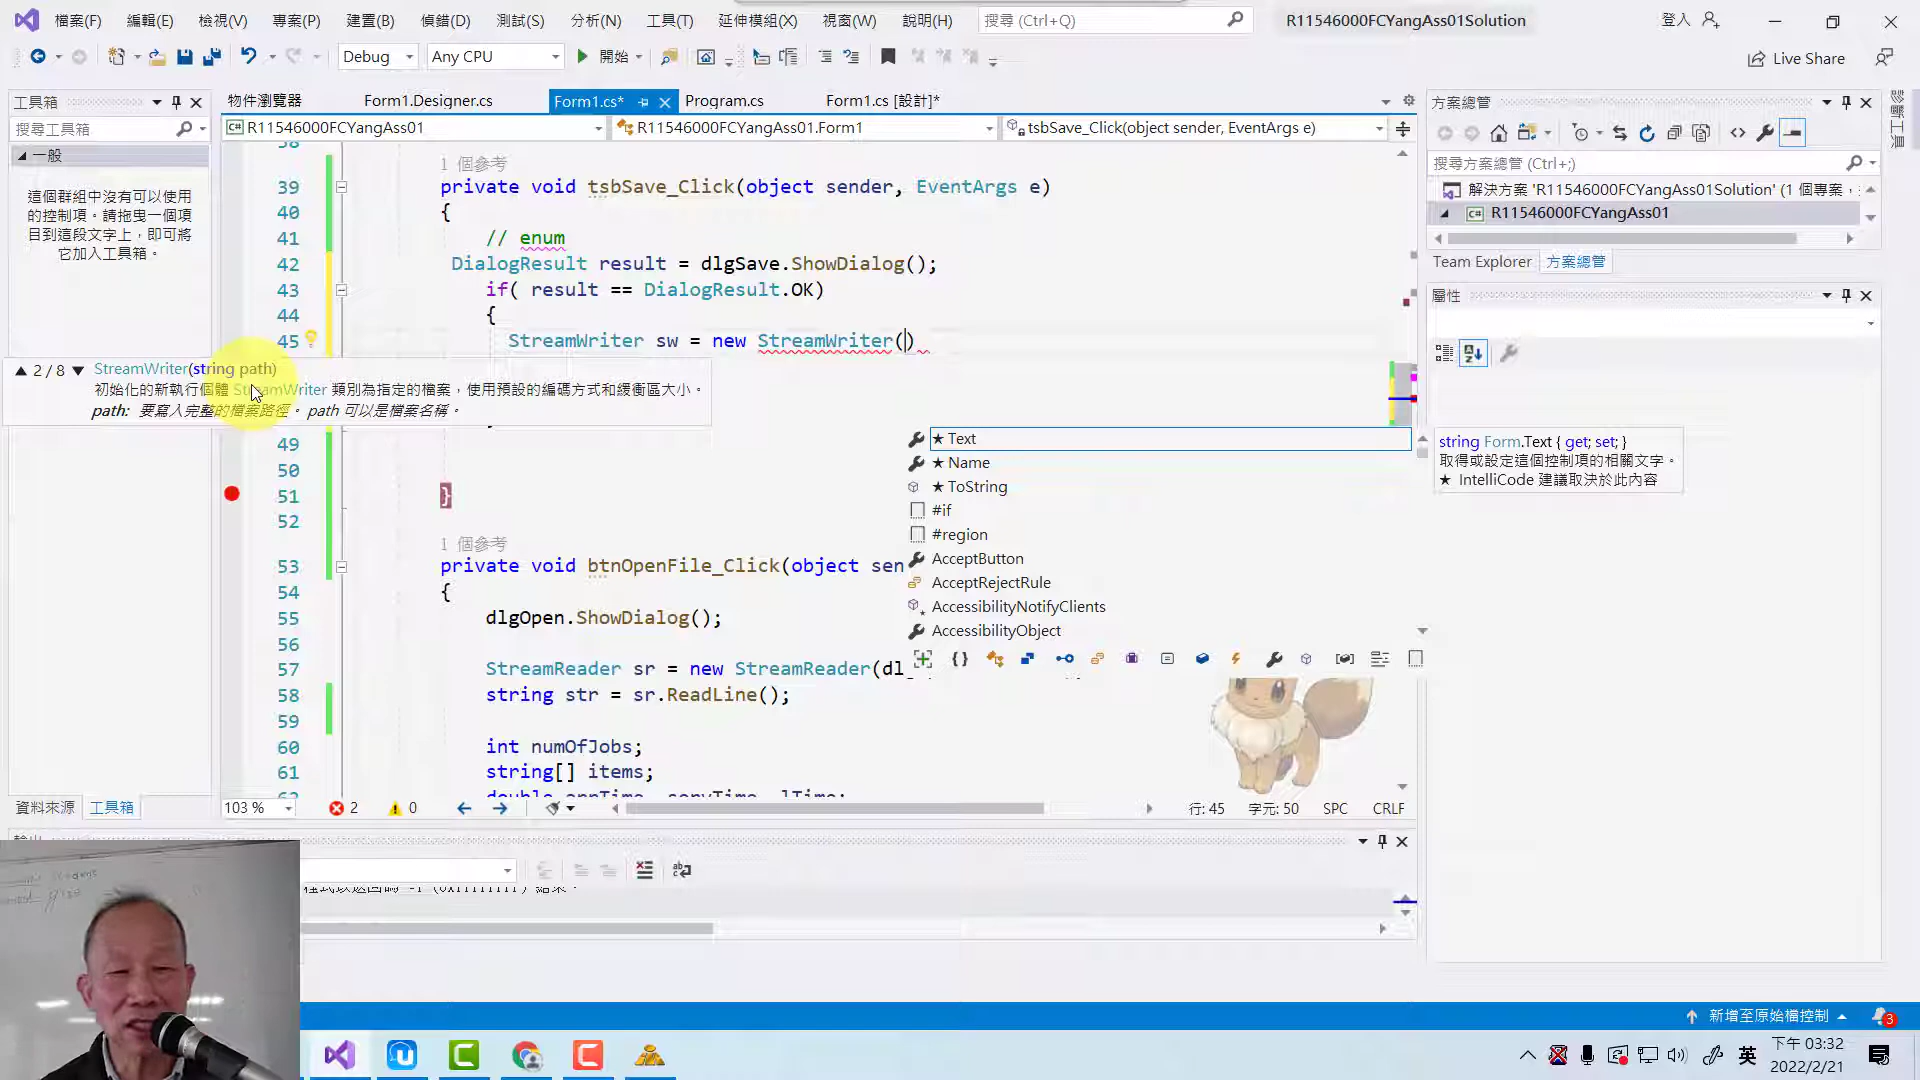 檔案(F) 編輯(E) 檢視(V) 專案(P) 建置(B) 偵錯(D) 測試(S) 分析(N) 工具(T) 延伸模組(X) 視窗(W) 說明(H) 搜尋 (Ctrl+Q) R11546000FCYangAss01Solution 登入
Debug Any CPU 開始 Live Share
工具箱
搜尋工具箱
一般
這個群組中沒有可以使用
的控制項。請拖曳一個項
目到這段文字上，即可將
它加入工具箱。
資料來源 工具箱
物件瀏覽器 Form1.Designer.cs Form1.cs* Program.cs Form1.cs [設計]*
R11546000FCYangAss01 R11546000FCYangAss01.Form1 tsbSave_Click(object sender, EventArgs e)
38
1 個參考
39 private void tsbSave_Click(object sender, EventArgs e)
40 {
41 // enum
42 DialogResult result = dlgSave.ShowDialog();
43 if( result == DialogResult.OK)
44 {
45 StreamWriter sw = new StreamWriter()
2 / 8 StreamWriter(string path)
初始化的新執行個體 StreamWriter 類別為指定的檔案，使用預設的編碼方式和緩衝區大小。
path: 要寫入完整的檔案路徑。 path 可以是檔案名稱。
49
50
51 }
52
1 個參考
53 private void btnOpenFile_Click(object sen
54 {
55 dlgOpen.ShowDialog();
56
57 StreamReader sr = new StreamReader(dl
58 string str = sr.ReadLine();
59
60 int numOfJobs;
61 string[] items;
★ Text
★ Name
★ ToString
#if
#region
AcceptButton
AcceptRejectRule
AccessibilityNotifyClients
AccessibilityObject
string Form.Text { get; set; }
取得或設定這個控制項的相關文字。
★ IntelliCode 建議取決於此內容
103 % 2 0 行: 45 字元: 50 SPC CRLF
方案總管
搜尋方案總管 (Ctrl+;)
解決方案 'R11546000FCYangAss01Solution' (1 個專案，
R11546000FCYangAss01
Team Explorer 方案總管
屬性
診斷工具
新增至原始檔控制 3
英 下午 03:32
2022/2/21